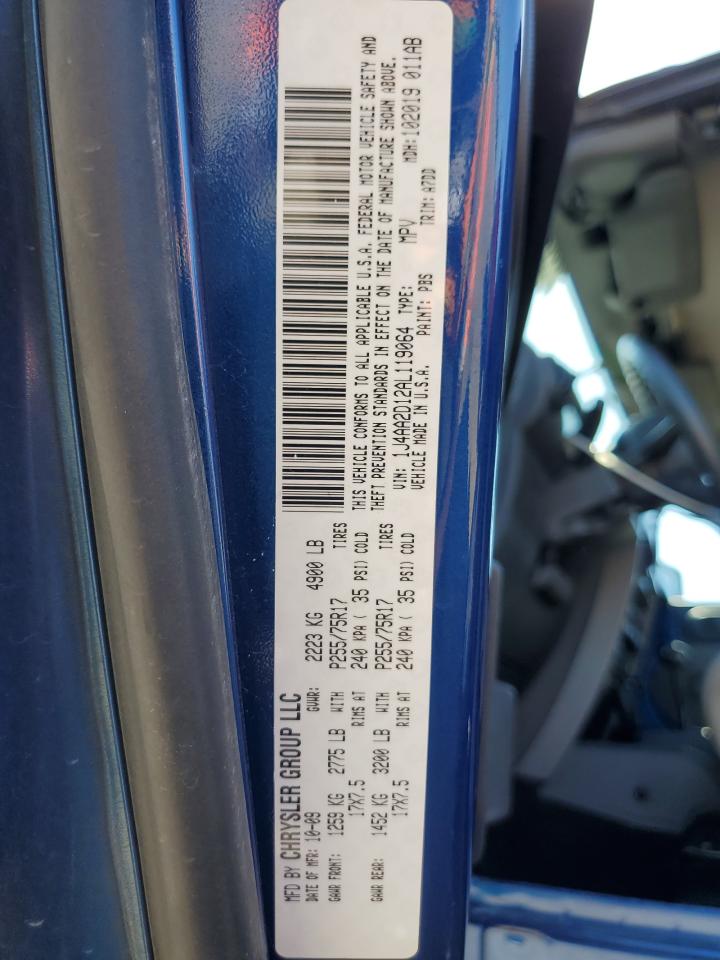 MFD BY CHRYSLER GROUP LLC
DATE OF MFR: 10-09 GVWR: 2223 KG 4900 LB
GAWR FRONT: 1259 KG 2775 LB WITH P255/75R17 TIRES
17X7.5 RIMS AT 240 KPA ( 35 PSI) COLD
GAWR REAR: 1452 KG 3200 LB WITH P255/75R17 TIRES
17X7.5 RIMS AT 240 KPA ( 35 PSI) COLD
THIS VEHICLE CONFORMS TO ALL APPLICABLE U.S.A. FEDERAL MOTOR VEHICLE SAFETY AND
THEFT PREVENTION STANDARDS IN EFFECT ON THE DATE OF MANUFACTURE SHOWN ABOVE.
VIN: 1J4AA2D12AL119064 TYPE: MPV MDH:102019 011AB
VEHICLE MADE IN U.S.A. PAINT: PBS TRIM: A7DD